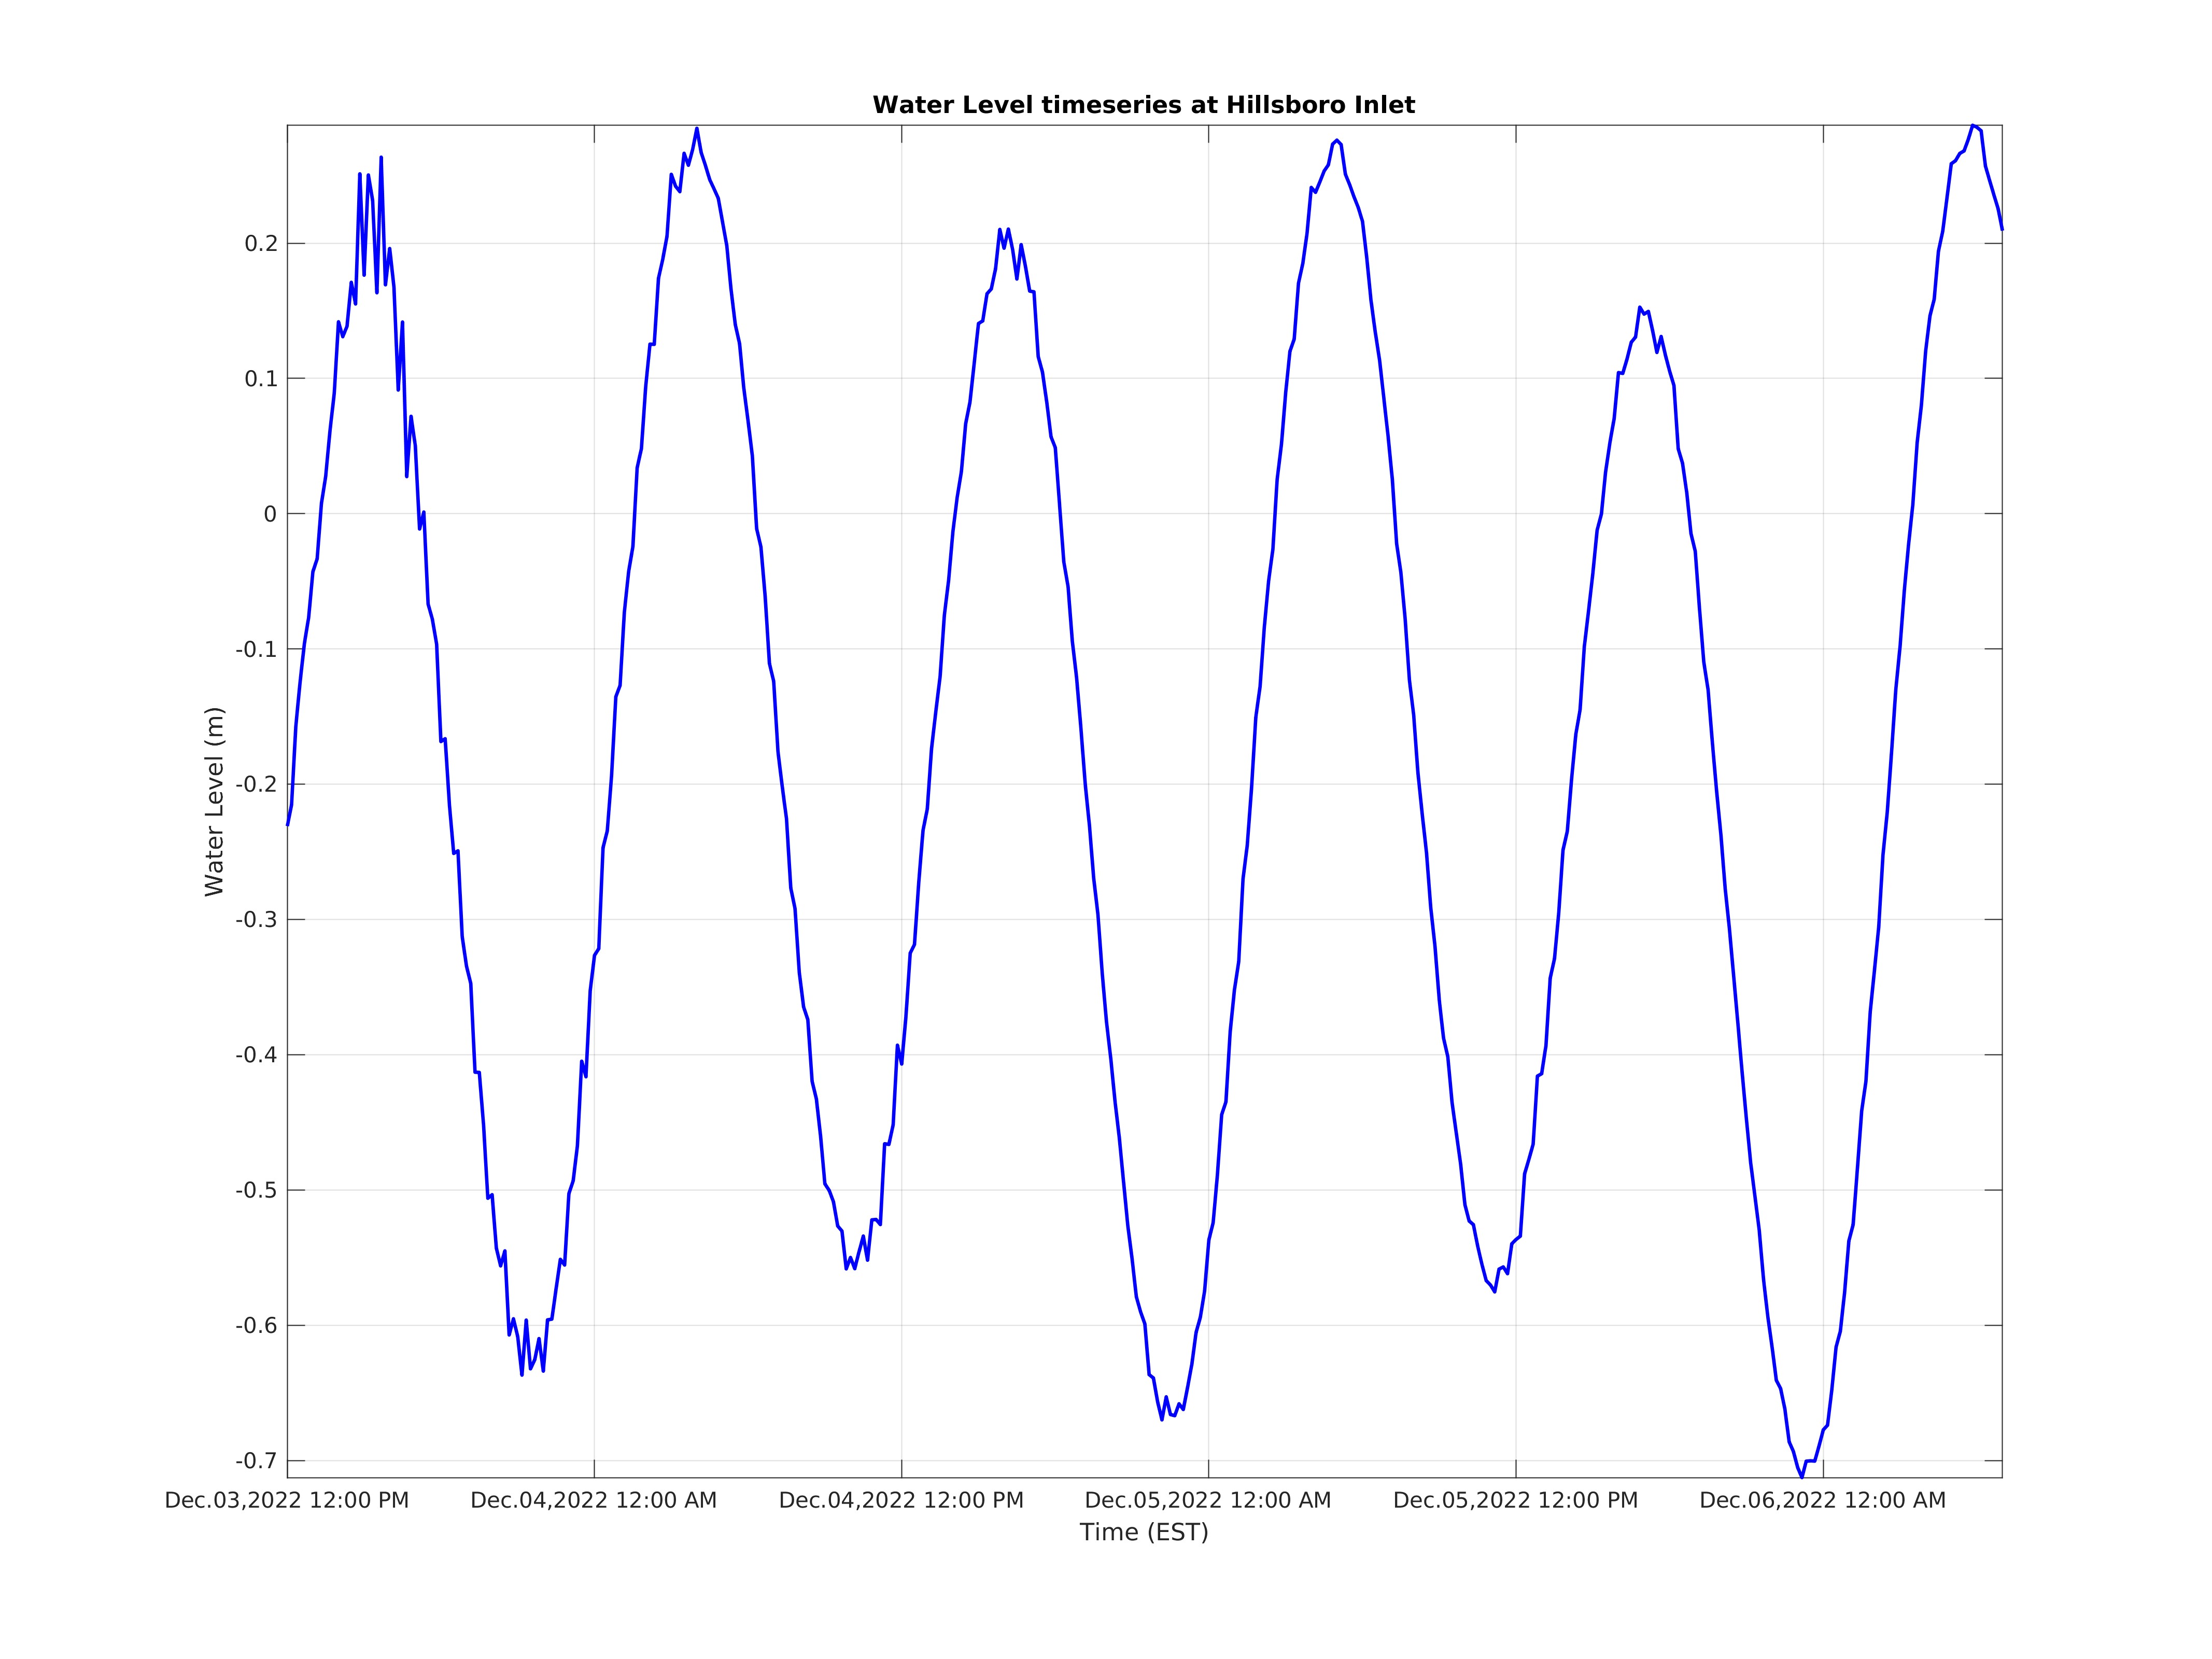 Water Level timeseries at Hillsboro Inlet
0.2
0.1
0
-0.1
-0.2
-0.3
-0.4
-0.5
-0.6
-0.7
Water Level (m)
Dec.03,2022 12:00 PM
Dec.04,2022 12:00 AM
Dec.04,2022 12:00 PM
Dec.05,2022 12:00 AM
Dec.05,2022 12:00 PM
Dec.06,2022 12:00 AM
Time (EST)